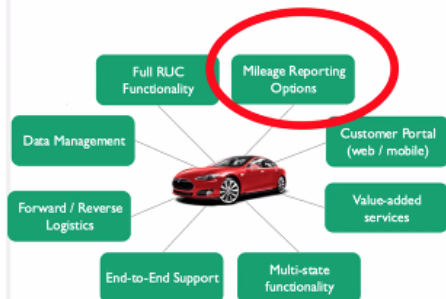 Full RUC
Functionality
Mileage Reporting
Options
Data Management
Customer Portal
(web / mobile)
Forward / Reverse
Logistics
Value-added
services
End-to-End Support
Multi-state
functionality